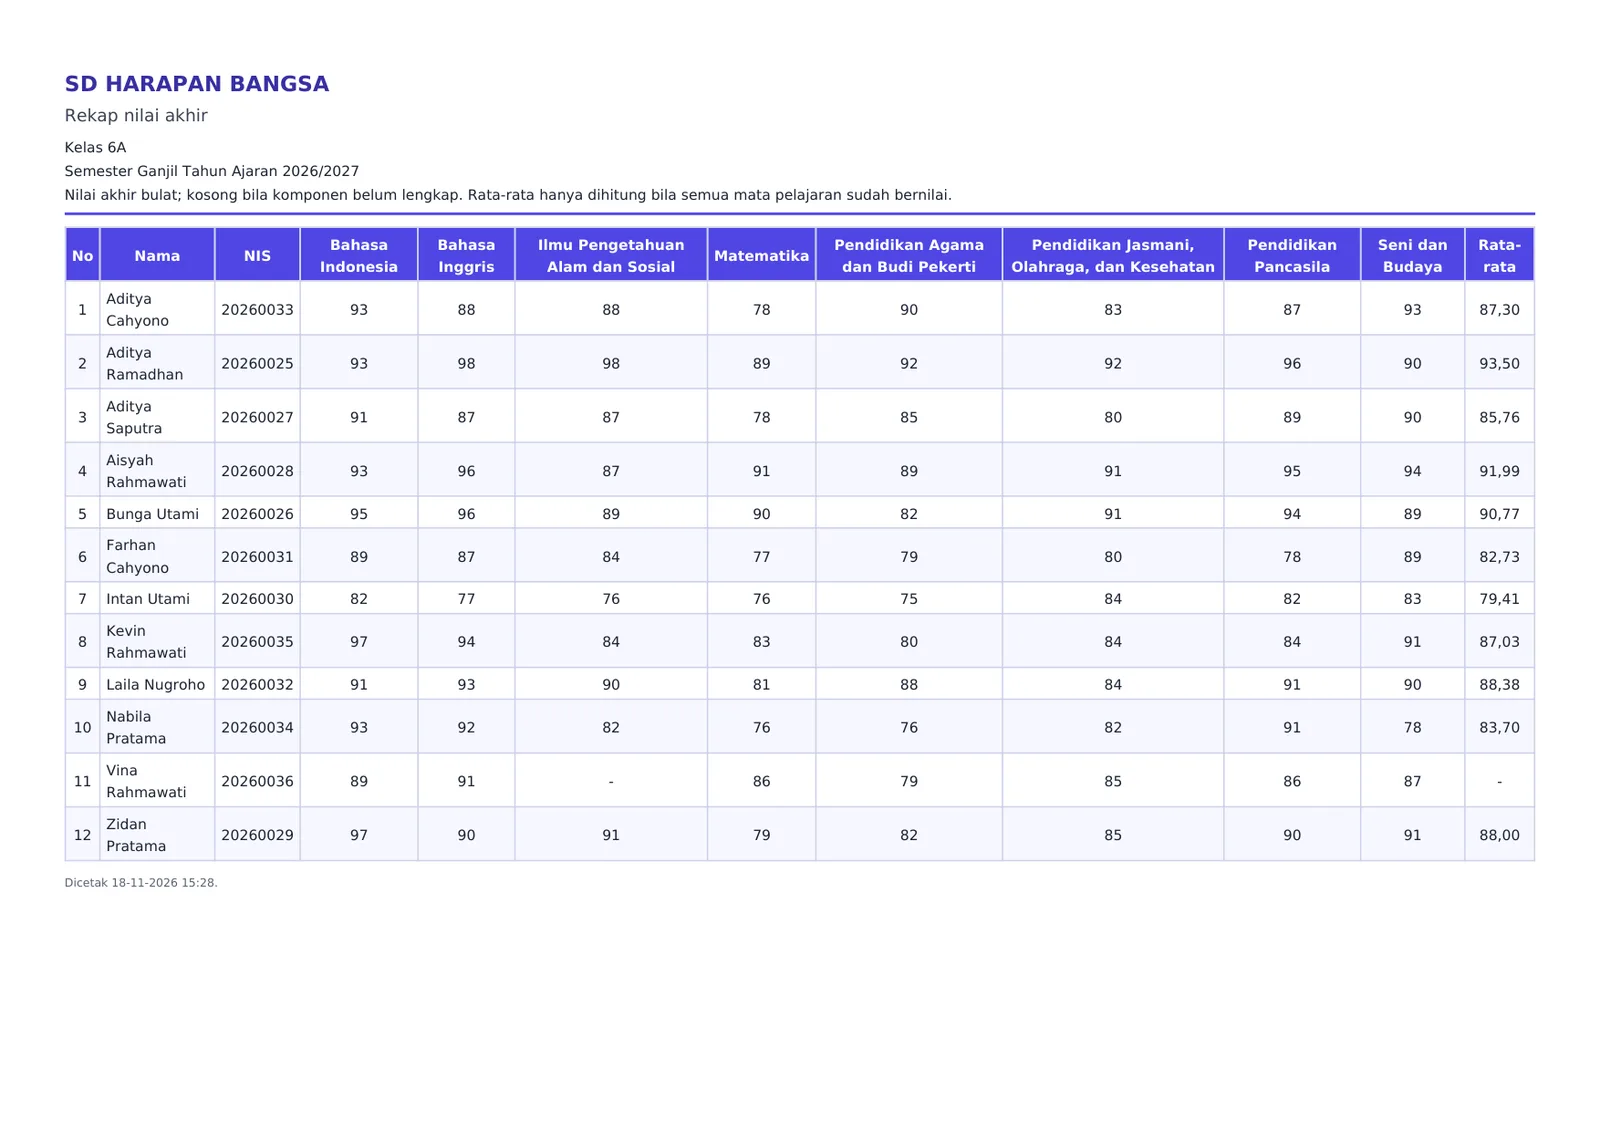 SD HARAPAN BANGSA
Rekap nilai akhir
Kelas 6A
Semester Ganjil Tahun Ajaran 2026/2027
Nilai akhir bulat; kosong bila komponen belum lengkap. Rata-rata hanya dihitung bila semua mata pelajaran sudah bernilai.
No Nama NIS Bahasa Indonesia Bahasa Inggris Ilmu Pengetahuan Alam dan Sosial Matematika Pendidikan Agama dan Budi Pekerti Pendidikan Jasmani, Olahraga, dan Kesehatan Pendidikan Pancasila Seni dan Budaya Rata-rata
1 Aditya Cahyono 20260033 93 88 88 78 90 83 87 93 87,30
2 Aditya Ramadhan 20260025 93 98 98 89 92 92 96 90 93,50
3 Aditya Saputra 20260027 91 87 87 78 85 80 89 90 85,76
4 Aisyah Rahmawati 20260028 93 96 87 91 89 91 95 94 91,99
5 Bunga Utami 20260026 95 96 89 90 82 91 94 89 90,77
6 Farhan Cahyono 20260031 89 87 84 77 79 80 78 89 82,73
7 Intan Utami 20260030 82 77 76 76 75 84 82 83 79,41
8 Kevin Rahmawati 20260035 97 94 84 83 80 84 84 91 87,03
9 Laila Nugroho 20260032 91 93 90 81 88 84 91 90 88,38
10 Nabila Pratama 20260034 93 92 82 76 76 82 91 78 83,70
11 Vina Rahmawati 20260036 89 91 - 86 79 85 86 87 -
12 Zidan Pratama 20260029 97 90 91 79 82 85 90 91 88,00
Dicetak 18-11-2026 15:28.